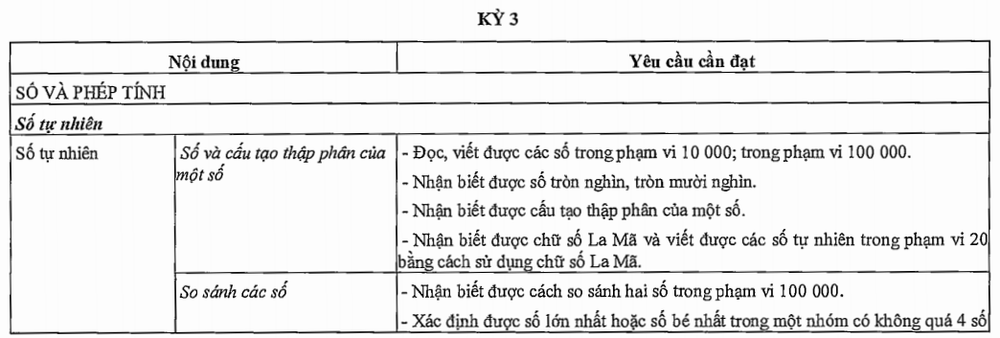 KỲ 3
Nội dung
Yêu cầu cần đạt
SỐ VÀ PHÉP TÍNH
Số tự nhiên
Số tự nhiên
Số và cấu tạo thập phân của
một số
- Đọc, viết được các số trong phạm vi 10 000; trong phạm vi 100 000.
- Nhận biết được số tròn nghìn, tròn mười nghìn.
- Nhận biết được cấu tạo thập phân của một số.
- Nhận biết được chữ số La Mã và viết được các số tự nhiên trong phạm vi 20
bằng cách sử dụng chữ số La Mã.
So sánh các số
- Nhận biết được cách so sánh hai số trong phạm vi 100 000.
- Xác định được số lớn nhất hoặc số bé nhất trong một nhóm có không quá 4 số